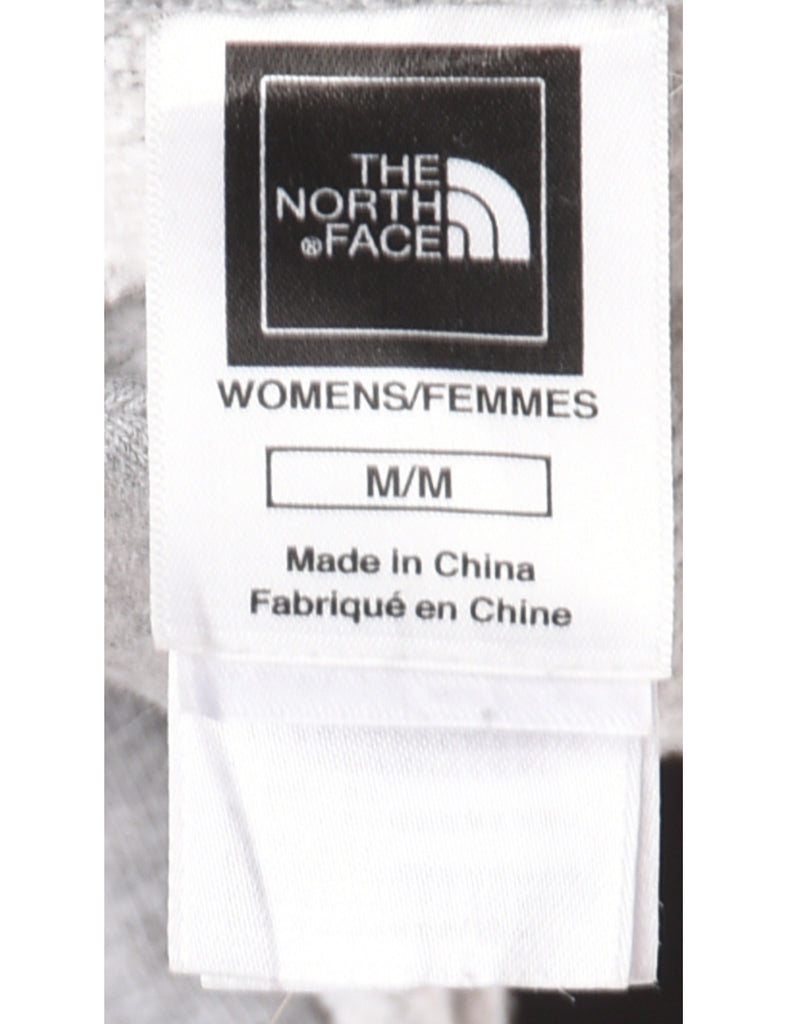 THE
NORTH
®FACE
WOMENS/FEMMES
M/M
Made in China
Fabriqué en Chine